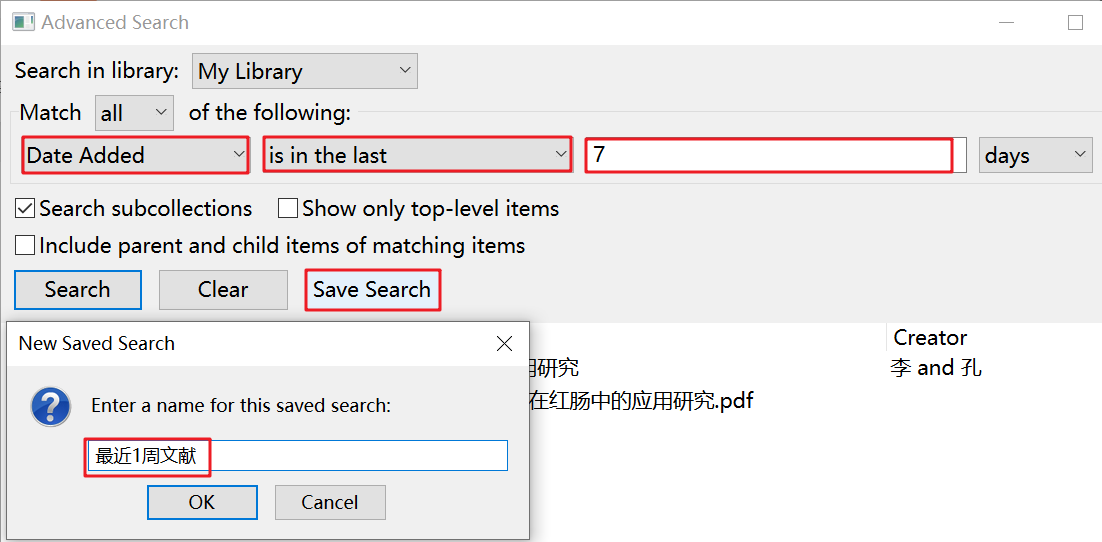 Advanced Search
Search in library: My Library
Match all of the following:
Date Added is in the last 7 days
Search subcollections Show only top-level items
Include parent and child items of matching items
Search Clear Save Search
New Saved Search
Creator
用研究 李 and 孔
Enter a name for this saved search:
在红肠中的应用研究.pdf
最近1周文献
OK Cancel